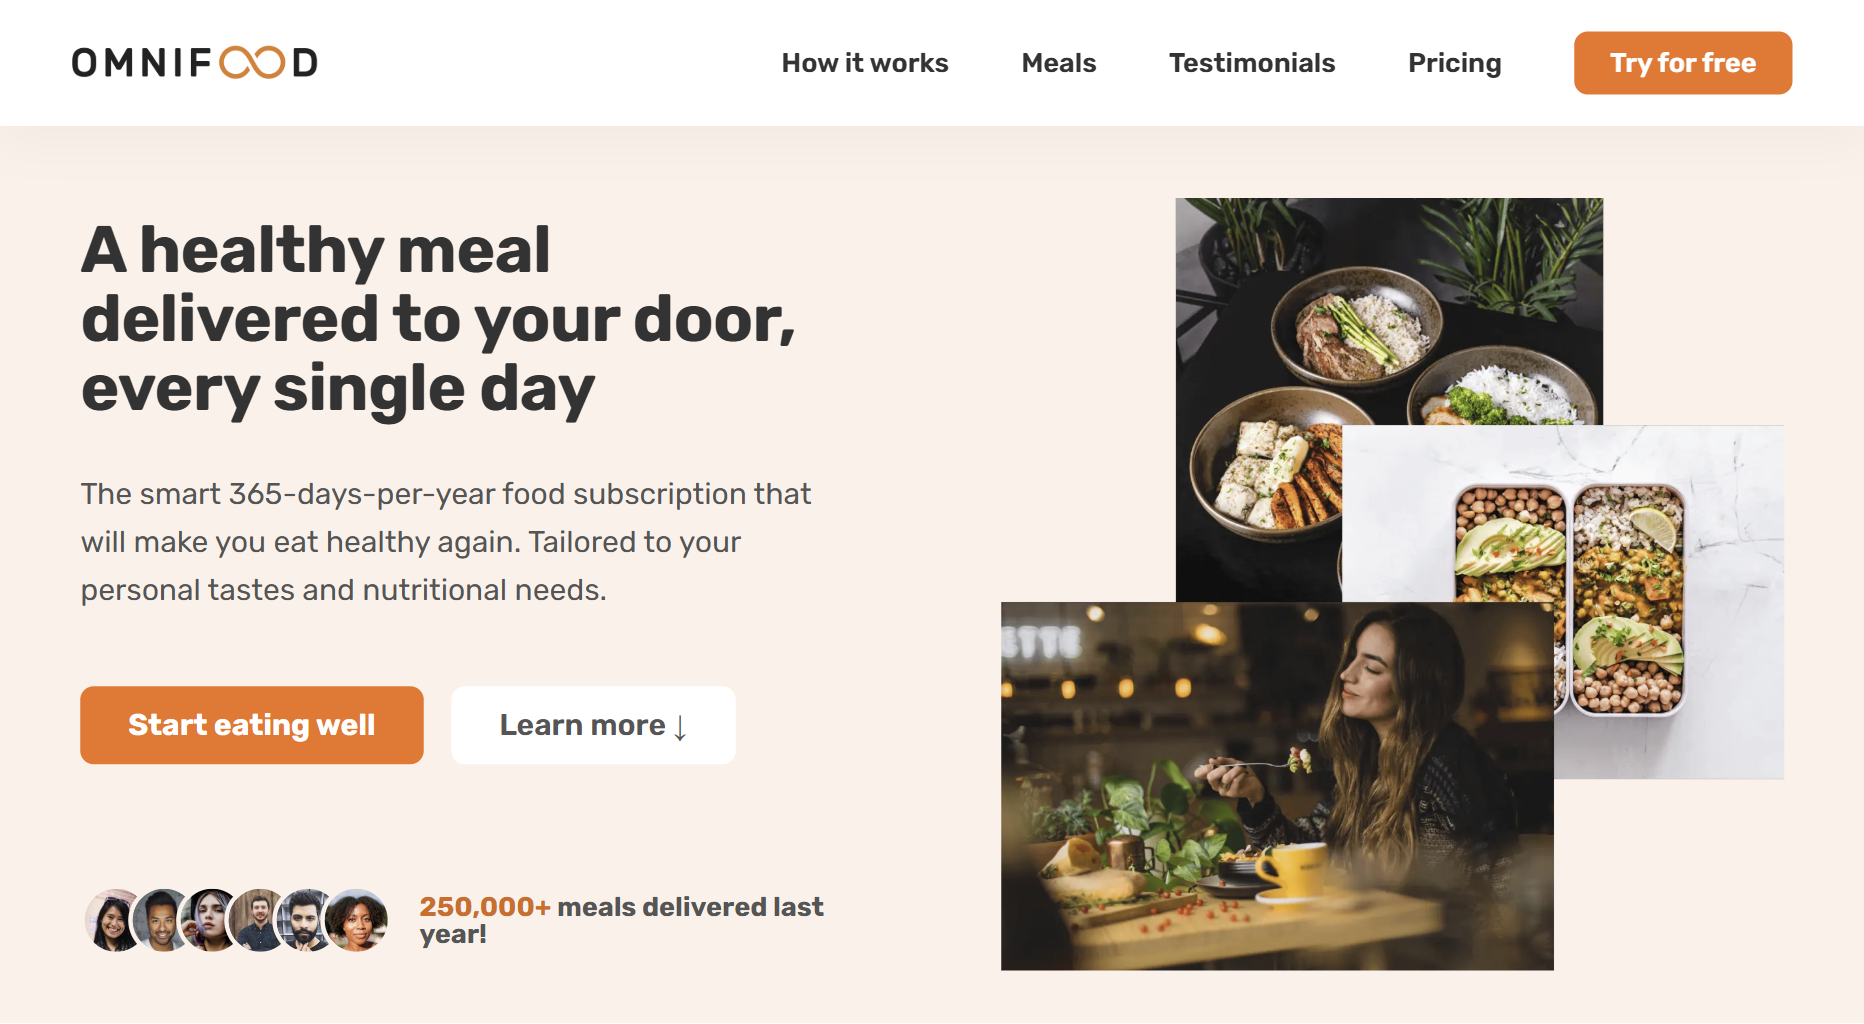 OMNIFOOD
How it works
Meals
Testimonials
Pricing
Try for free
A healthy meal
delivered to your door,
every single day
The smart 365-days-per-year food subscription that
will make you eat healthy again. Tailored to your
personal tastes and nutritional needs.
Start eating well
Learn more ↓
250,000+ meals delivered last
year!
ETTE